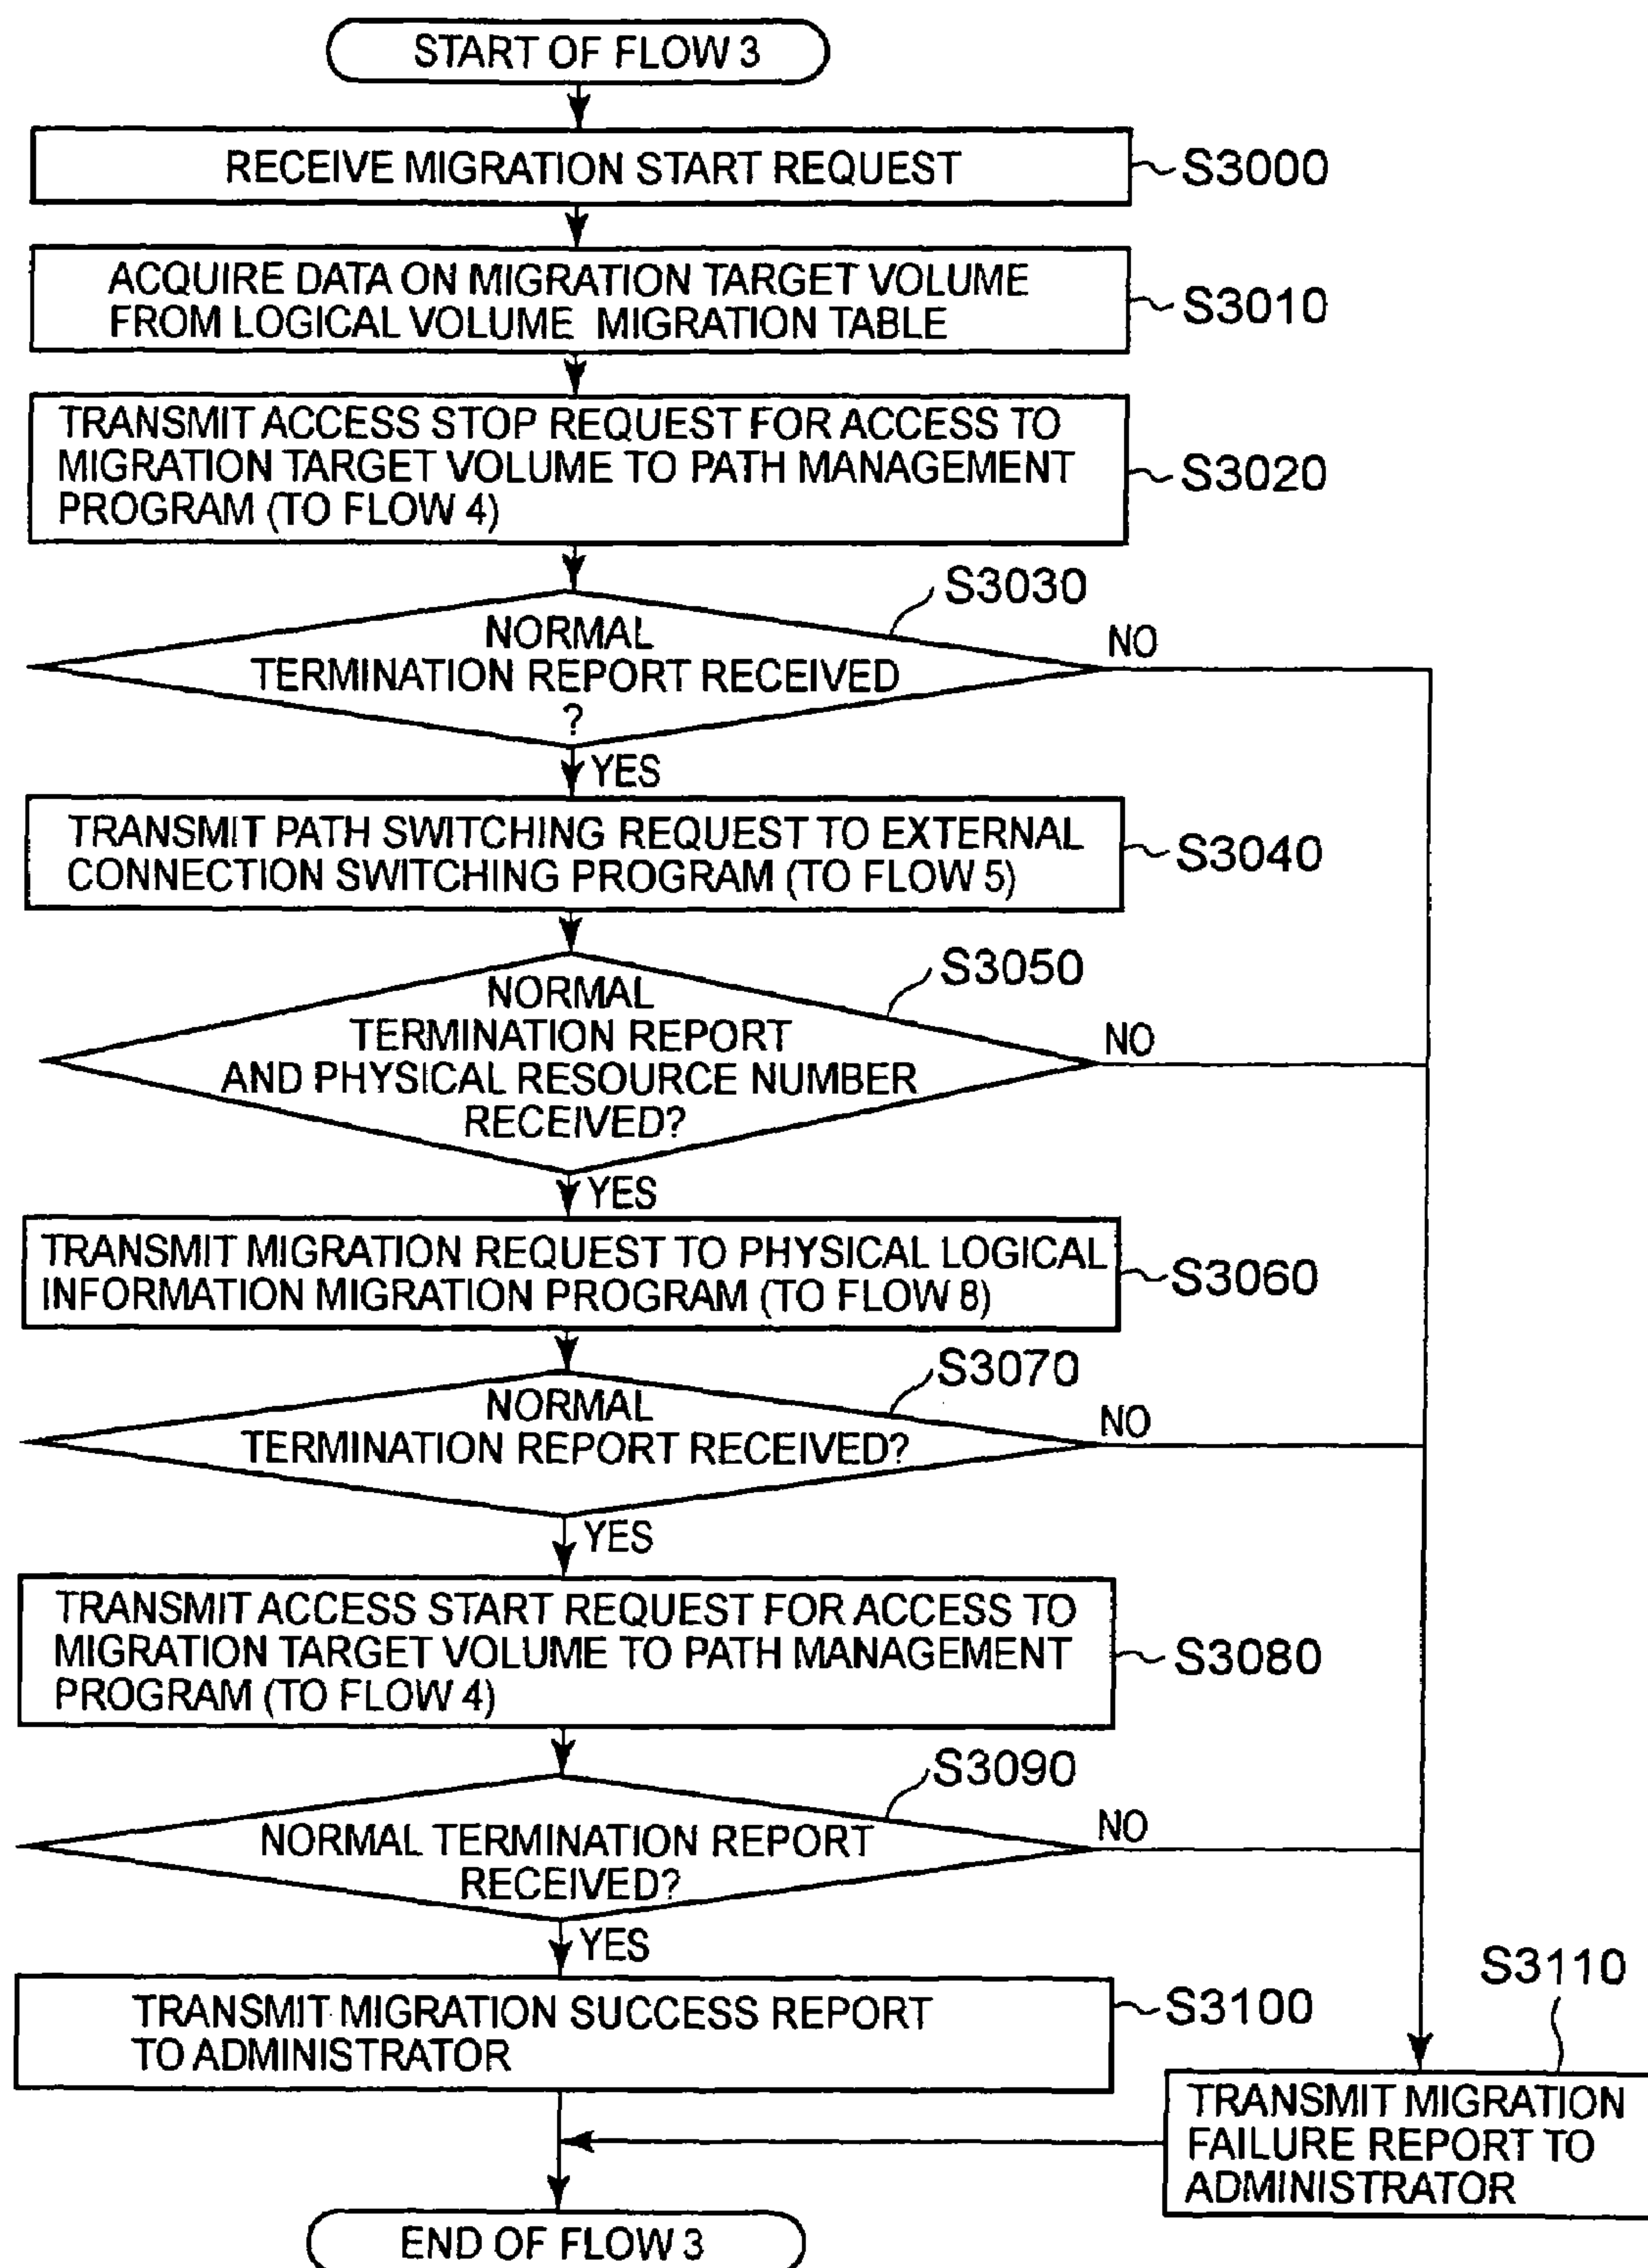 START OF FLOW 3
RECEIVE MIGRATION START REQUEST
S3000
ACQUIRE DATA ON MIGRATION TARGET VOLUME
FROM LOGICAL VOLUME MIGRATION TABLE
S3010
TRANSMIT ACCESS STOP REQUEST FOR ACCESS TO
MIGRATION TARGET VOLUME TO PATH MANAGEMENT
PROGRAM (TO FLOW 4)
S3020
S3030
NORMAL
TERMINATION REPORT RECEIVED
?
NO
YES
TRANSMIT PATH SWITCHING REQUEST TO EXTERNAL
CONNECTION SWITCHING PROGRAM (TO FLOW 5)
S3040
S3050
NORMAL
TERMINATION REPORT
AND PHYSICAL RESOURCE NUMBER
RECEIVED?
NO
YES
TRANSMIT MIGRATION REQUEST TO PHYSICAL LOGICAL
INFORMATION MIGRATION PROGRAM (TO FLOW 8)
S3060
S3070
NORMAL
TERMINATION REPORT RECEIVED?
NO
YES
TRANSMIT ACCESS START REQUEST FOR ACCESS TO
MIGRATION TARGET VOLUME TO PATH MANAGEMENT
PROGRAM (TO FLOW 4)
S3080
S3090
NORMAL TERMINATION REPORT
RECEIVED?
NO
YES
TRANSMIT MIGRATION SUCCESS REPORT
TO ADMINISTRATOR
S3100
S3110
TRANSMIT MIGRATION
FAILURE REPORT TO
ADMINISTRATOR
END OF FLOW 3